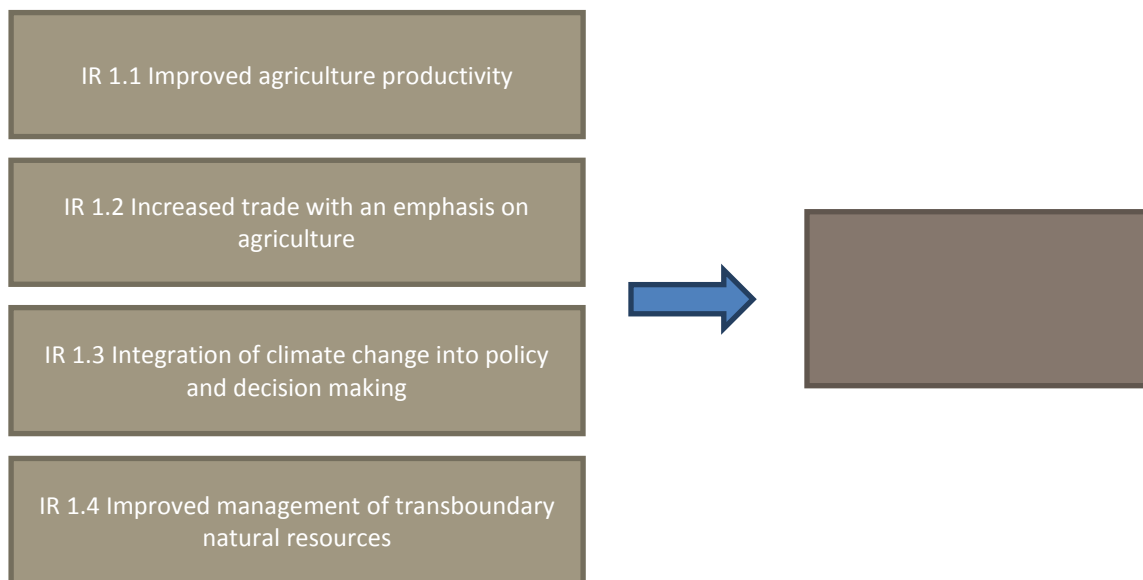 IR 1.1 Improved agriculture productivity
IR 1.2 Increased trade with an emphasis on
agriculture
IR 1.3 Integration of climate change into policy
and decision making
IR 1.4 Improved management of transboundary
natural resources